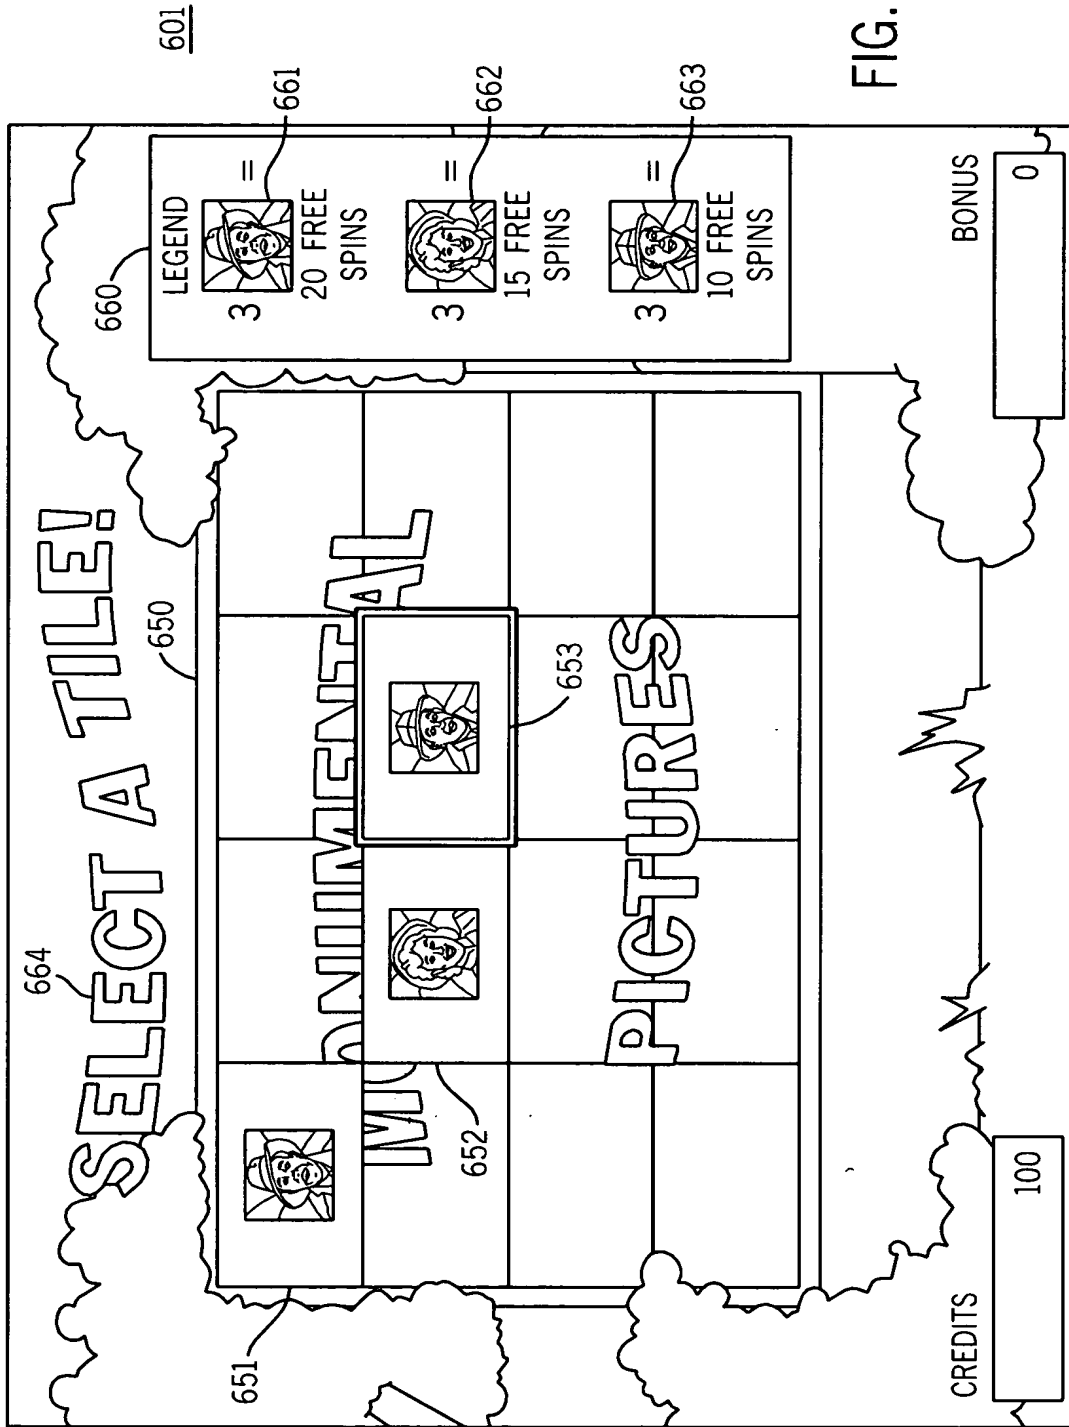 664
SELECT A TILE!
650
660
601
LEGEND
3 =
661
20 FREE
SPINS
3 =
662
15 FREE
SPINS
3 =
663
10 FREE
SPINS
651
MONUMENTAL
652
653
PICTURES
CREDITS
100
BONUS
0
FIG.